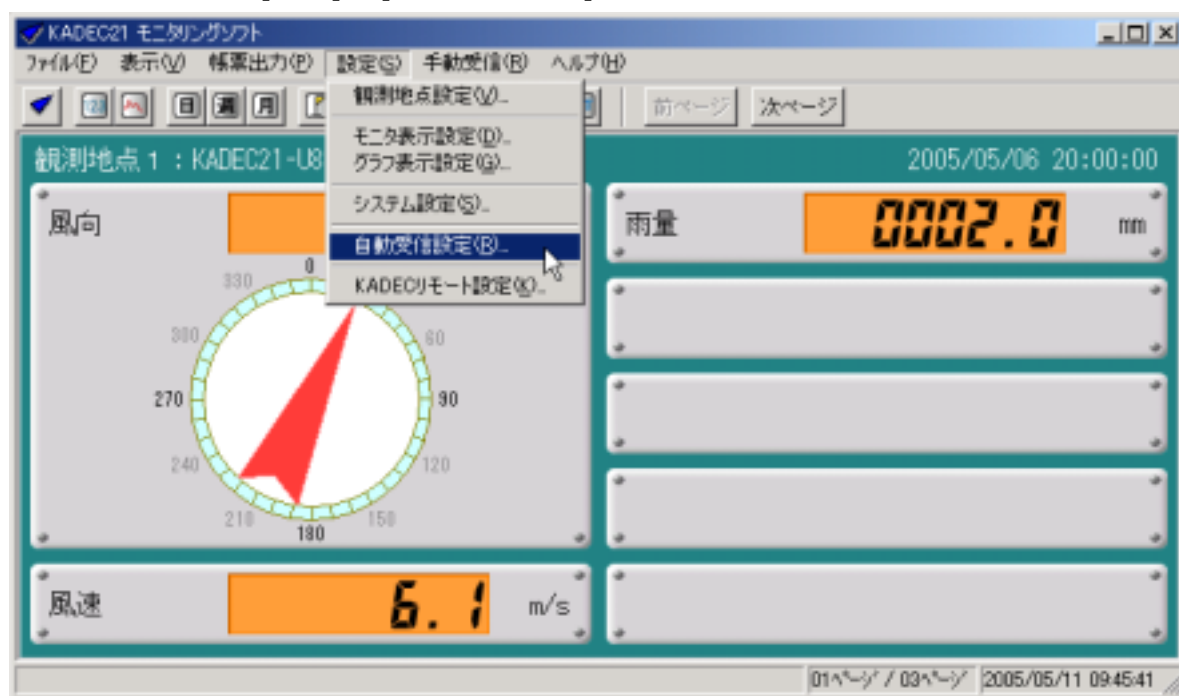 KADEC21 モニタリングソフト
ファイル(F) 表示(V) 帳票出力(P) 設定(S) 手動受信(R) ヘルプ(H)
日 週 月 前ページ 次ページ
観測地点設定(V)...
モニタ表示設定(D)...
グラフ表示設定(G)...
システム設定(S)...
自動受信設定(R)...
KADECリモート設定(K)...
観測地点 1 : KADEC21-U8
2005/05/06 20:00:00
風向
0
60
90
120
150
180
210
240
270
300
330
雨量 0002.0 mm
風速 6.1 m/s
01ページ / 03ページ 2005/05/11 09:45:41